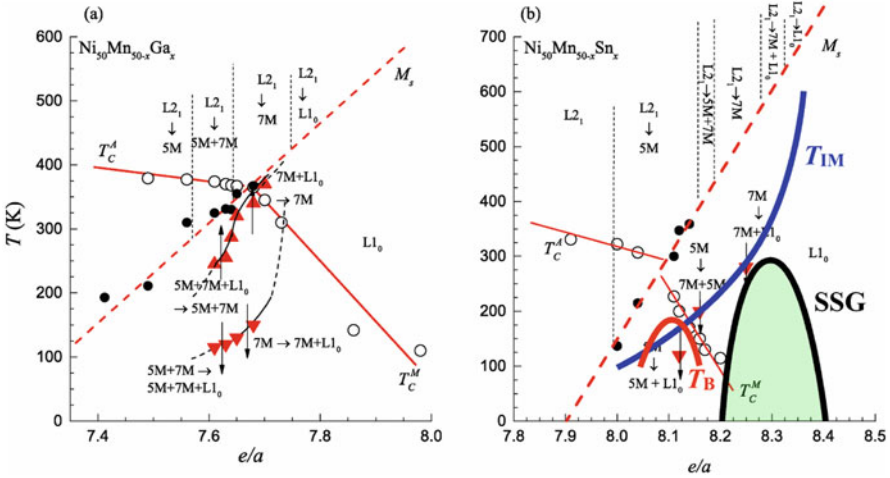 (a)
Ni50Mn50-xGax
600
500
400
300
200
100
0
T (K)
7.4
7.6
7.8
8.0
e/a
L21
↓
5M
L21
↓
5M+7M
L21
↓
7M
L21
↓
L10
Ms
TCA
7M+L10
→ 7M
L10
5M+7M+L10
→ 5M+7M
7M → 7M+L10
5M+7M →
5M+7M+L10
TCM
(b)
Ni50Mn50-xSnx
700
600
500
400
300
200
100
0
7.8
7.9
8.0
8.1
8.2
8.3
8.4
8.5
e/a
L21
L21
↓
5M
L21→5M+7M
L21→7M
L21→7M + L10
L21→L10
Ms
TIM
TCA
5M
↓
7M+5M
7M
↓
7M+L10
L10
SSG
TB
↓
5M + L10
TCM